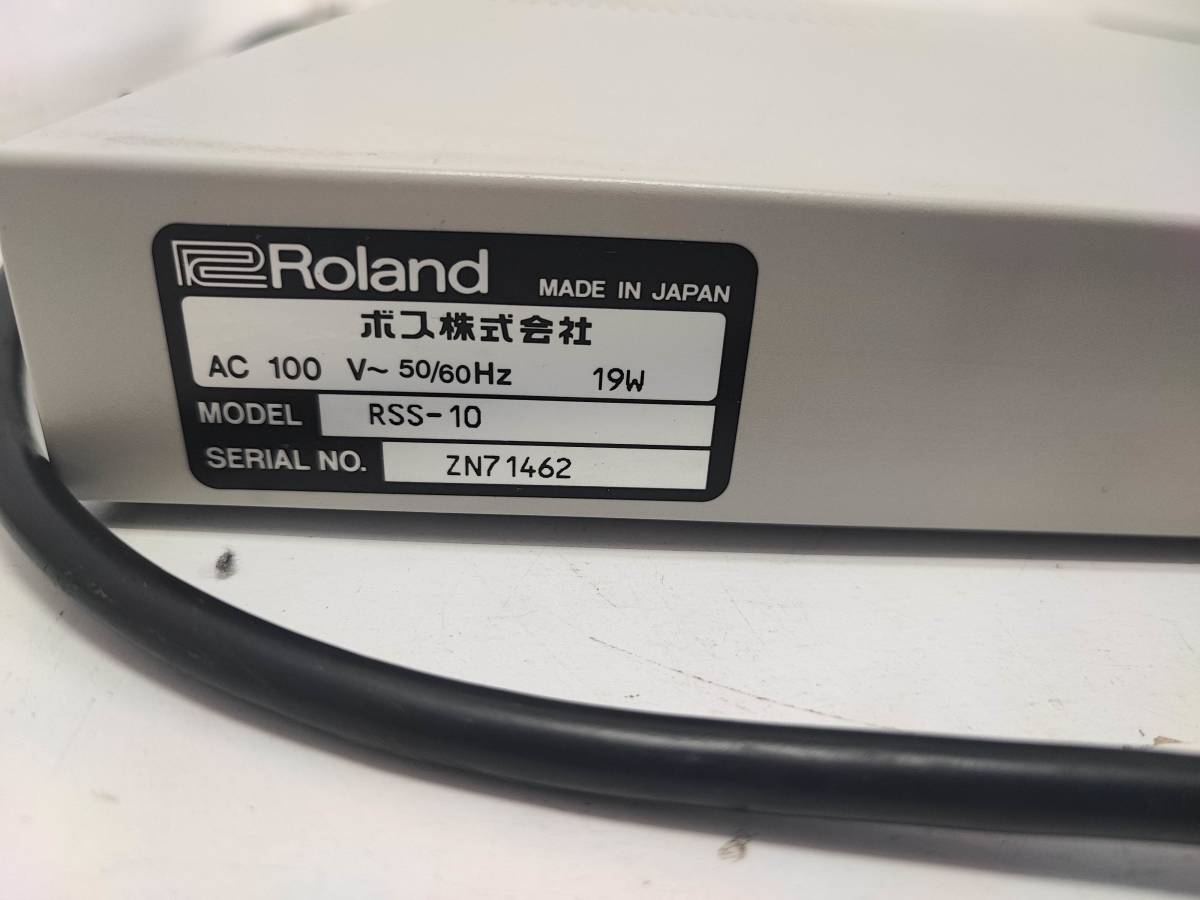 Roland MADE IN JAPAN
ボス株式会社
AC 100 V~ 50/60Hz 19W
MODEL RSS-10
SERIAL NO. ZN71462